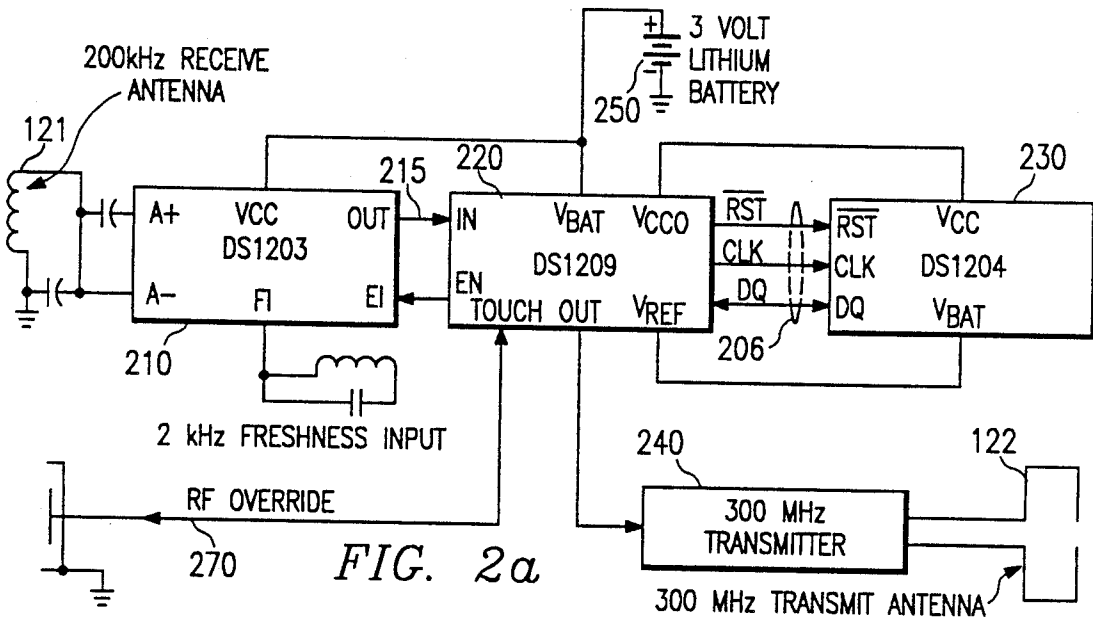 200kHz RECEIVE
ANTENNA
121
3 VOLT
LITHIUM
BATTERY
+
-
250
215
220
230
A+
VCC
OUT
DS1203
A-
FI
EI
210
IN
VBAT
VCCO
DS1209
EN
TOUCH OUT
VREF
RST
CLK
DQ
206
RST
VCC
CLK
DS1204
DQ
VBAT
2 kHz FRESHNESS INPUT
240
122
RF OVERRIDE
270
300 MHz
TRANSMITTER
FIG. 2a
300 MHz TRANSMIT ANTENNA